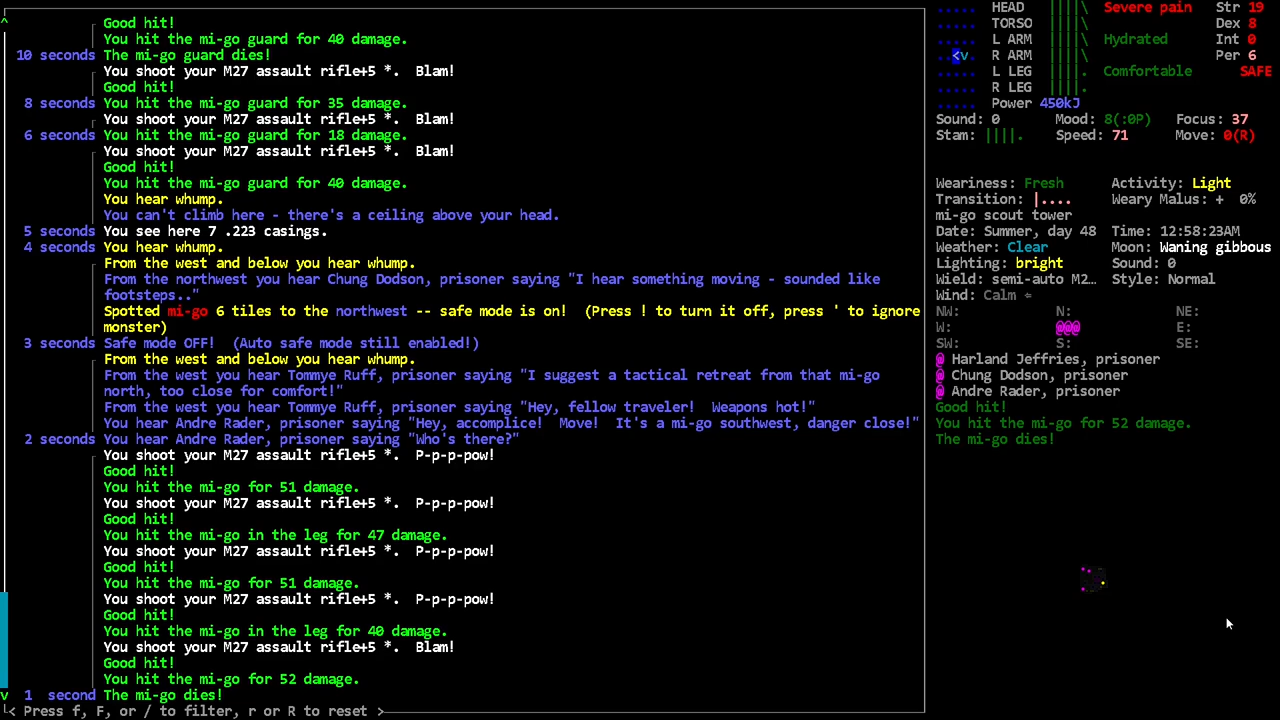 Good hit!
You hit the mi-go guard for 40 damage.
10 seconds The mi-go guard dies!
You shoot your M27 assault rifle+5 *.  Blam!
Good hit!
8 seconds You hit the mi-go guard for 35 damage.
You shoot your M27 assault rifle+5 *.  Blam!
6 seconds You hit the mi-go guard for 18 damage.
You shoot your M27 assault rifle+5 *.  Blam!
Good hit!
You hit the mi-go guard for 40 damage.
You hear whump.
You can't climb here - there's a ceiling above your head.
5 seconds You see here 7 .223 casings.
4 seconds You hear whump.
From the west and below you hear whump.
From the northwest you hear Chung Dodson, prisoner saying "I hear something moving - sounded like
footsteps.."
Spotted mi-go 6 tiles to the northwest -- safe mode is on!  (Press ! to turn it off, press ' to ignore
monster)
3 seconds Safe mode OFF!  (Auto safe mode still enabled!)
From the west and below you hear whump.
From the west you hear Tommye Ruff, prisoner saying "I suggest a tactical retreat from that mi-go
north, too close for comfort!"
From the west you hear Tommye Ruff, prisoner saying "Hey, fellow traveler!  Weapons hot!"
You hear Andre Rader, prisoner saying "Hey, accomplice!  Move!  It's a mi-go southwest, danger close!"
2 seconds You hear Andre Rader, prisoner saying "Who's there?"
You shoot your M27 assault rifle+5 *.  P-p-p-pow!
Good hit!
You hit the mi-go for 51 damage.
You shoot your M27 assault rifle+5 *.  P-p-p-pow!
Good hit!
You hit the mi-go in the leg for 47 damage.
You shoot your M27 assault rifle+5 *.  P-p-p-pow!
Good hit!
You hit the mi-go for 51 damage.
You shoot your M27 assault rifle+5 *.  P-p-p-pow!
Good hit!
You hit the mi-go in the leg for 40 damage.
You shoot your M27 assault rifle+5 *.  Blam!
Good hit!
You hit the mi-go for 52 damage.
1 second The mi-go dies!
< Press f, F, or / to filter, r or R to reset >
HEAD ||||\ Severe pain Str 19
TORSO ||||\ Dex 8
L ARM ||||\ Hydrated Int 0
<v R ARM ||||\ Per 6
L LEG ||||. Comfortable SAFE
R LEG ||||.
Power 450kJ
Sound: 0 Mood: 8(:0P) Focus: 37
Stam: ||||. Speed: 71 Move: 0(R)
Weariness: Fresh Activity: Light
Transition: |.... Weary Malus: + 0%
mi-go scout tower
Date: Summer, day 48 Time: 12:58:23AM
Weather: Clear Moon: Waning gibbous
Lighting: bright Sound: 0
Wield: semi-auto M2… Style: Normal
Wind: Calm ⇐
NW: N: NE:
W: @@@ E:
SW: S: SE:
@ Harland Jeffries, prisoner
@ Chung Dodson, prisoner
@ Andre Rader, prisoner
Good hit!
You hit the mi-go for 52 damage.
The mi-go dies!